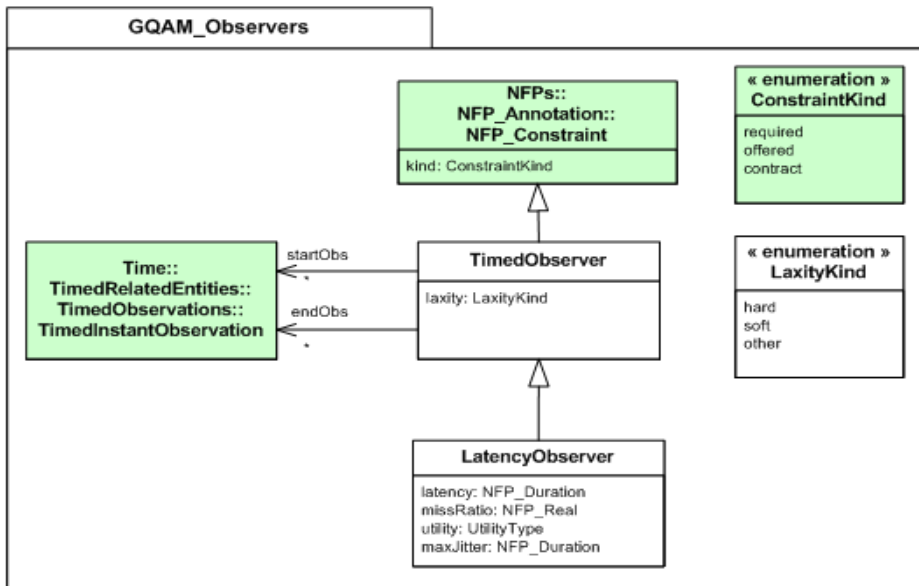 GQAM_Observers
NFPs::
NFP_Annotation::
NFP_Constraint
kind: ConstraintKind
« enumeration »
ConstraintKind
required
offered
contract
Time::
TimedRelatedEntities::
TimedObservations::
TimedInstantObservation
startObs
*
endObs
*
TimedObserver
laxity: LaxityKind
« enumeration »
LaxityKind
hard
soft
other
LatencyObserver
latency: NFP_Duration
missRatio: NFP_Real
utility: UtilityType
maxJitter: NFP_Duration